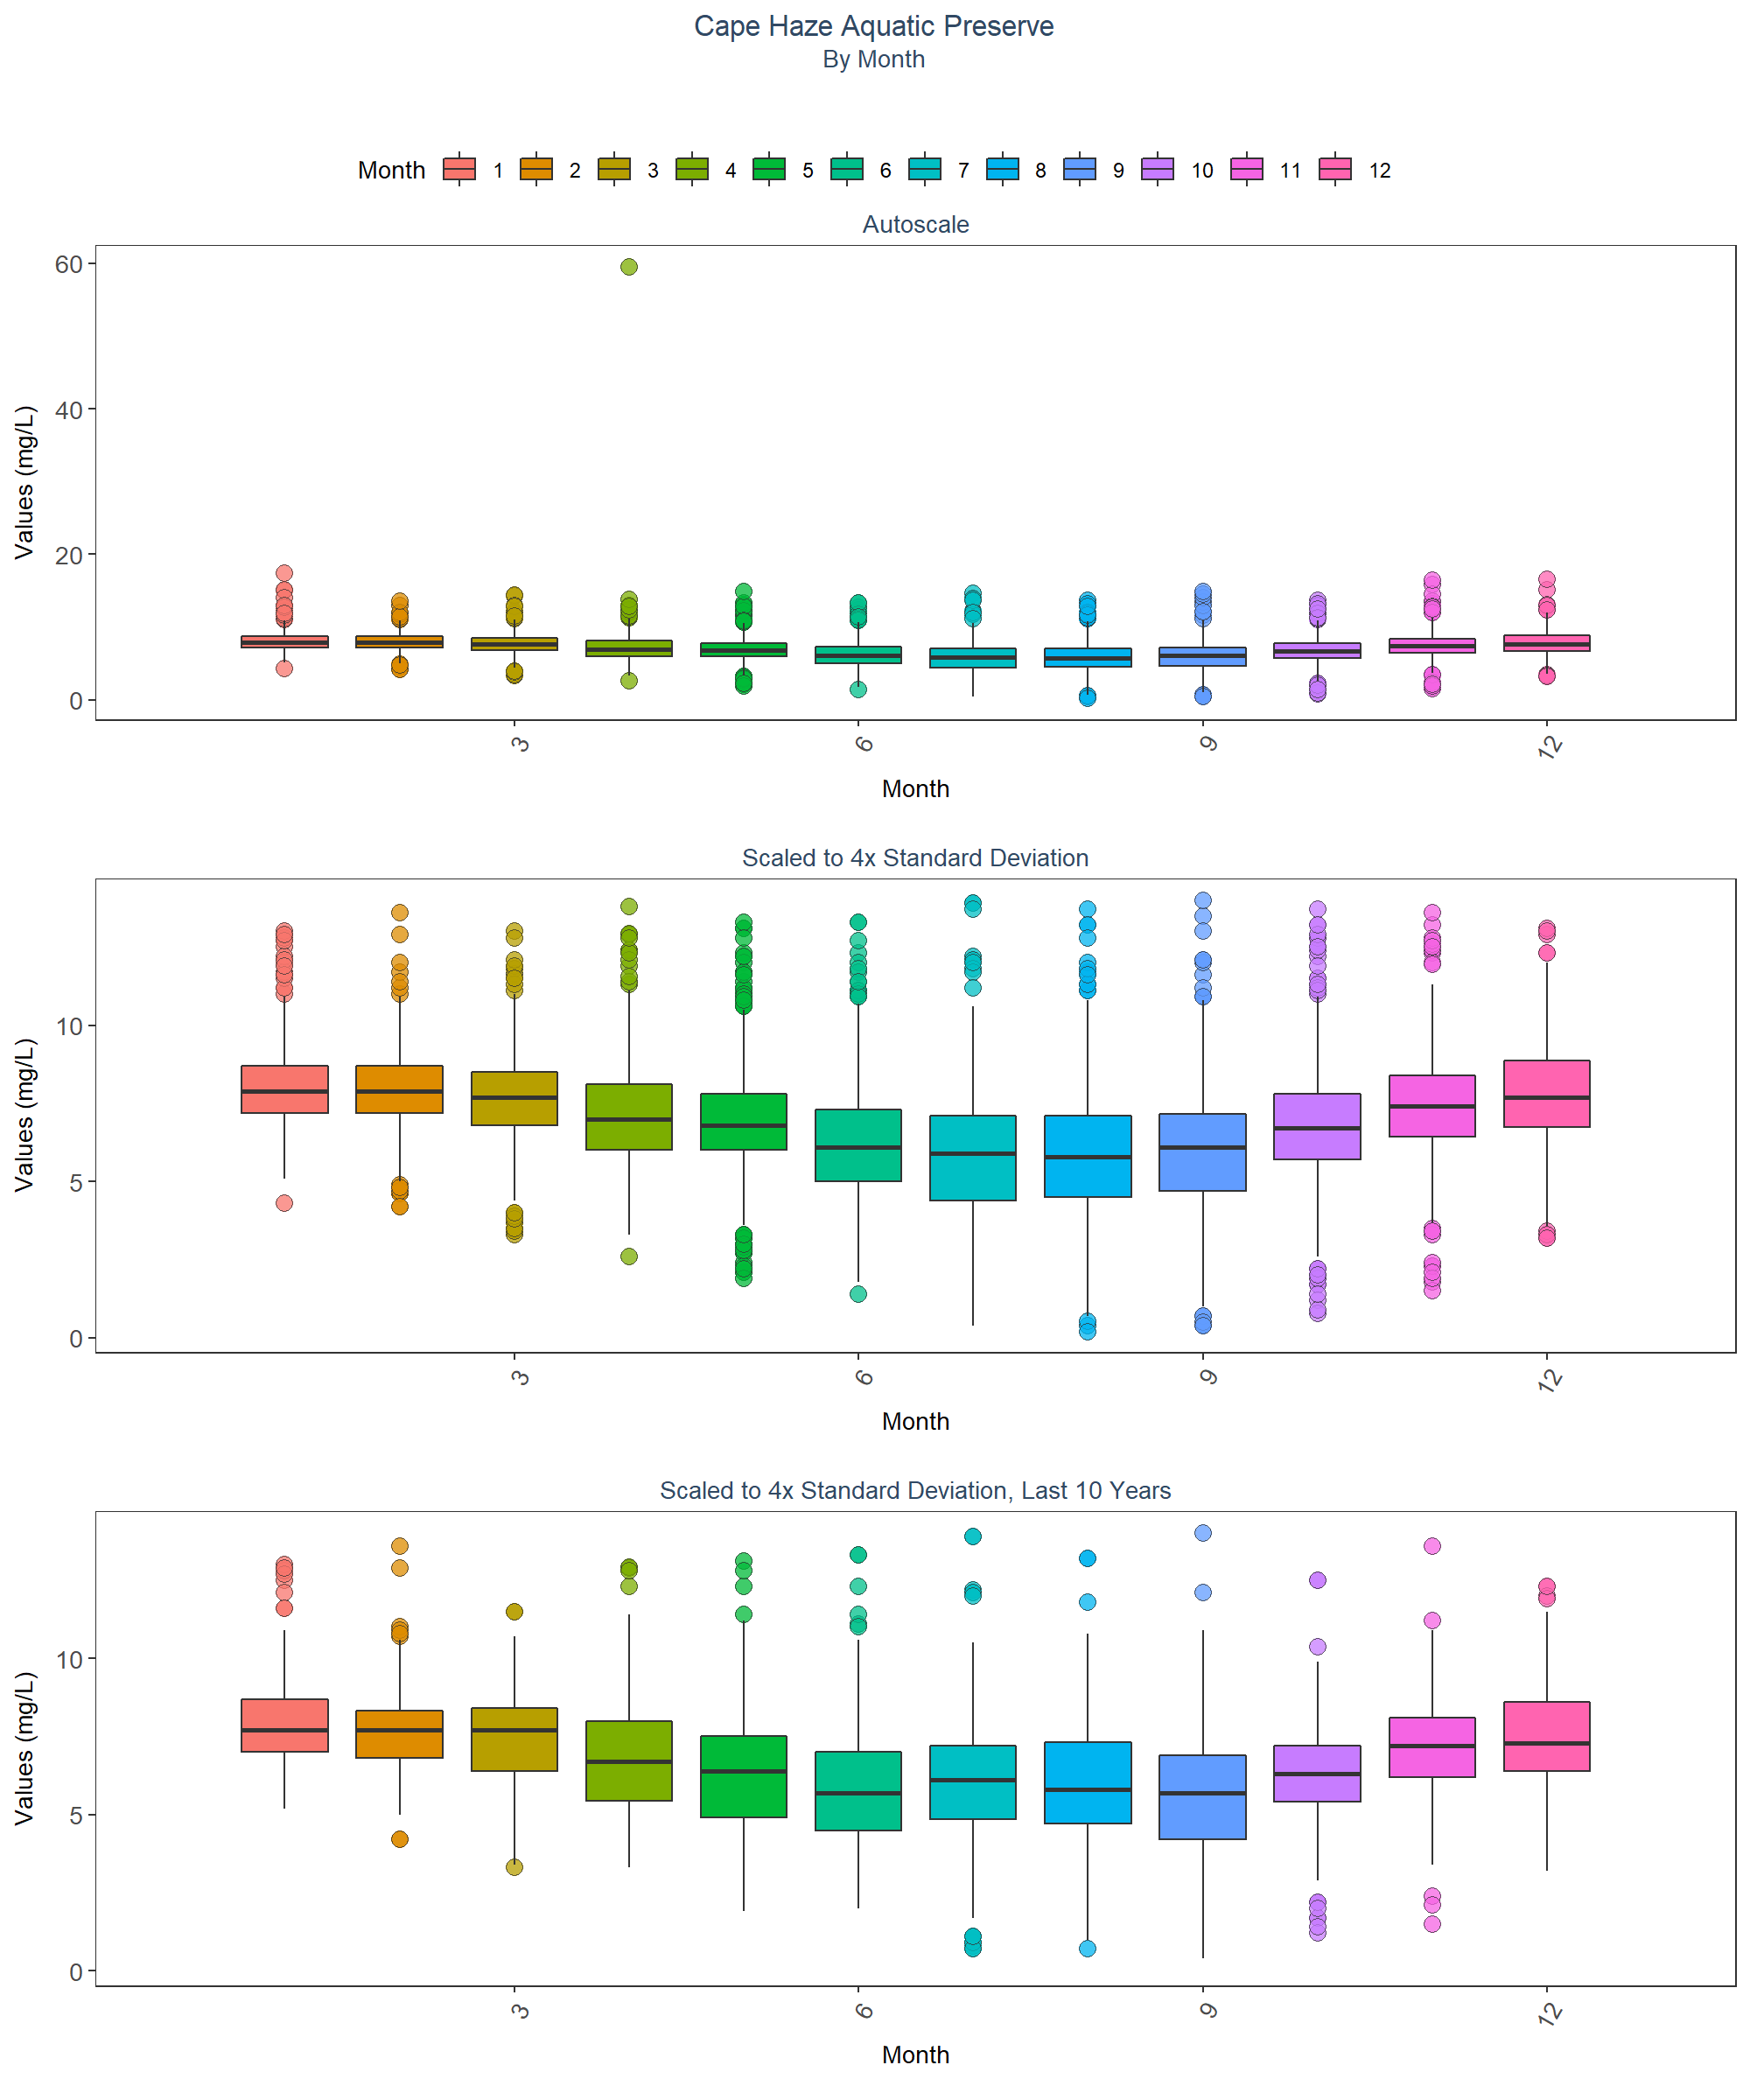 Cape Haze Aquatic Preserve
By Month
Month 1 2 3 4 5 6 7 8 9 10 11 12
Autoscale
Values (mg/L)
60
40
20
0
3 6 9 12
Month
Scaled to 4x Standard Deviation
Values (mg/L)
10
5
0
3 6 9 12
Month
Scaled to 4x Standard Deviation, Last 10 Years
Values (mg/L)
10
5
0
3 6 9 12
Month